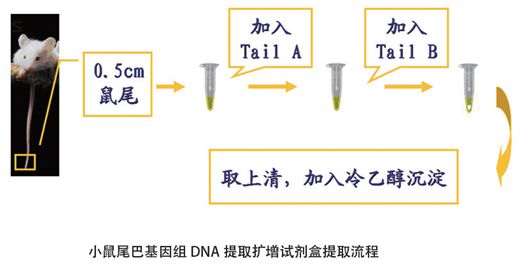 0.5cm
鼠尾
加入
Tail A
加入
Tail B
取上清，加入冷乙醇沉淀
小鼠尾巴基因组 DNA 提取扩增试剂盒提取流程